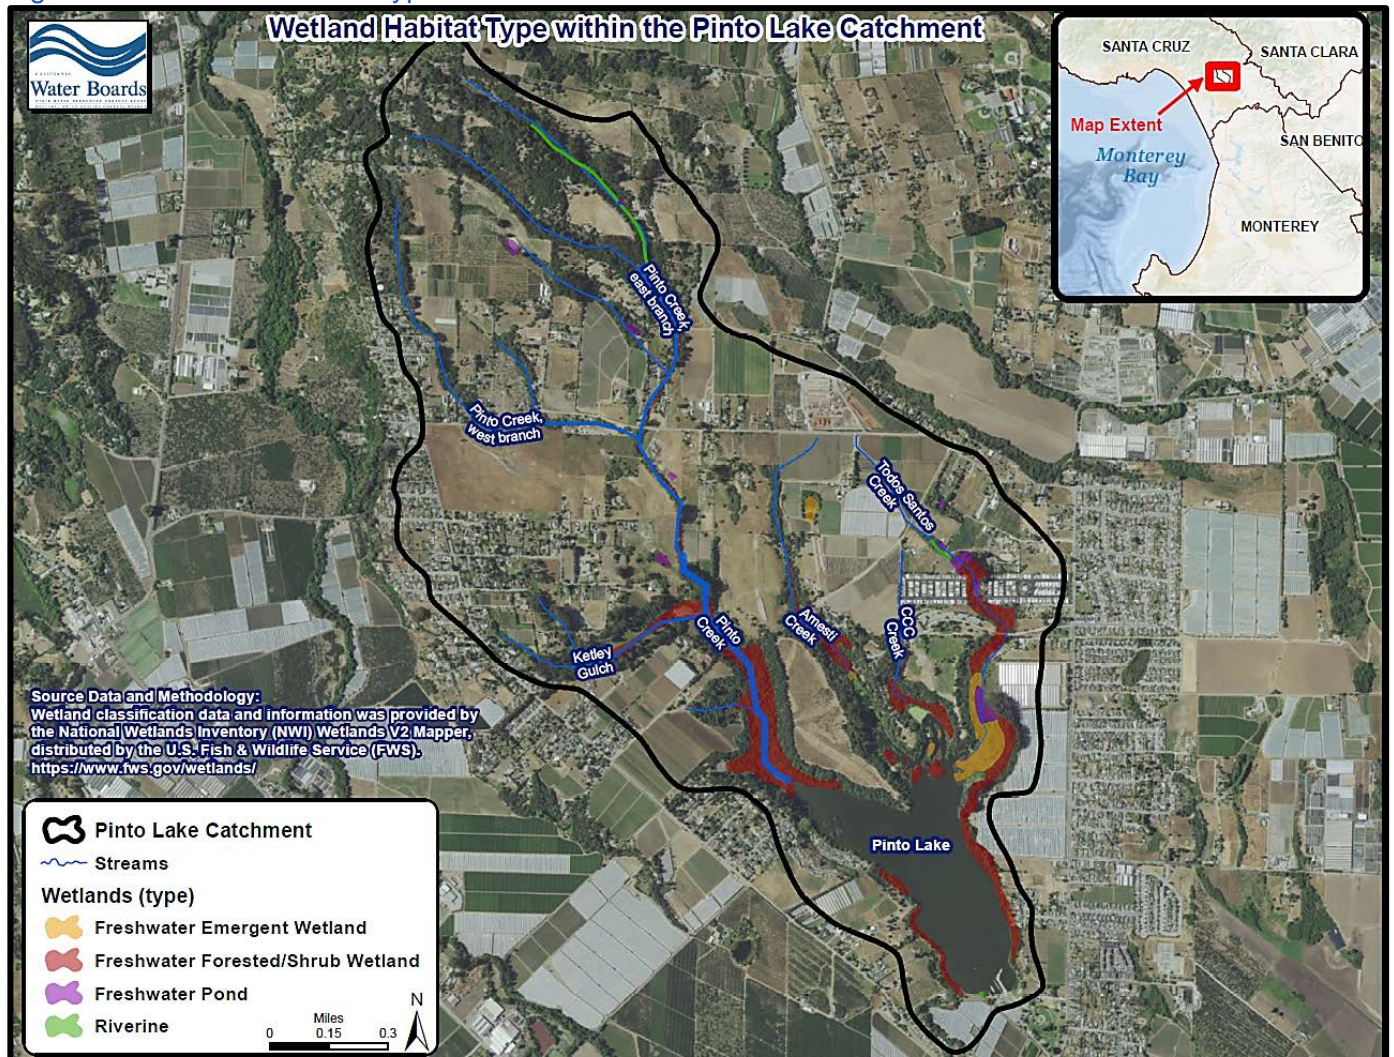 Wetland Habitat Type within the Pinto Lake Catchment
CALIFORNIA
Water Boards
SANTA CRUZ
SANTA CLARA
Map Extent
SAN BENITO
Monterey
Bay
MONTEREY
Pinto Creek,
east branch
Pinto Creek,
west branch
Todos Santos
Creek
Pinto
Creek
Amesti
Creek
CCC
Creek
Ketley
Gulch
Source Data and Methodology:
Wetland classification data and information was provided by
the National Wetlands Inventory (NWI) Wetlands V2 Mapper,
distributed by the U.S. Fish & Wildlife Service (FWS).
https://www.fws.gov/wetlands/
Pinto Lake
Pinto Lake Catchment
Streams
Wetlands (type)
Freshwater Emergent Wetland
Freshwater Forested/Shrub Wetland
Freshwater Pond
Riverine
N
Miles
0 0.15 0.3